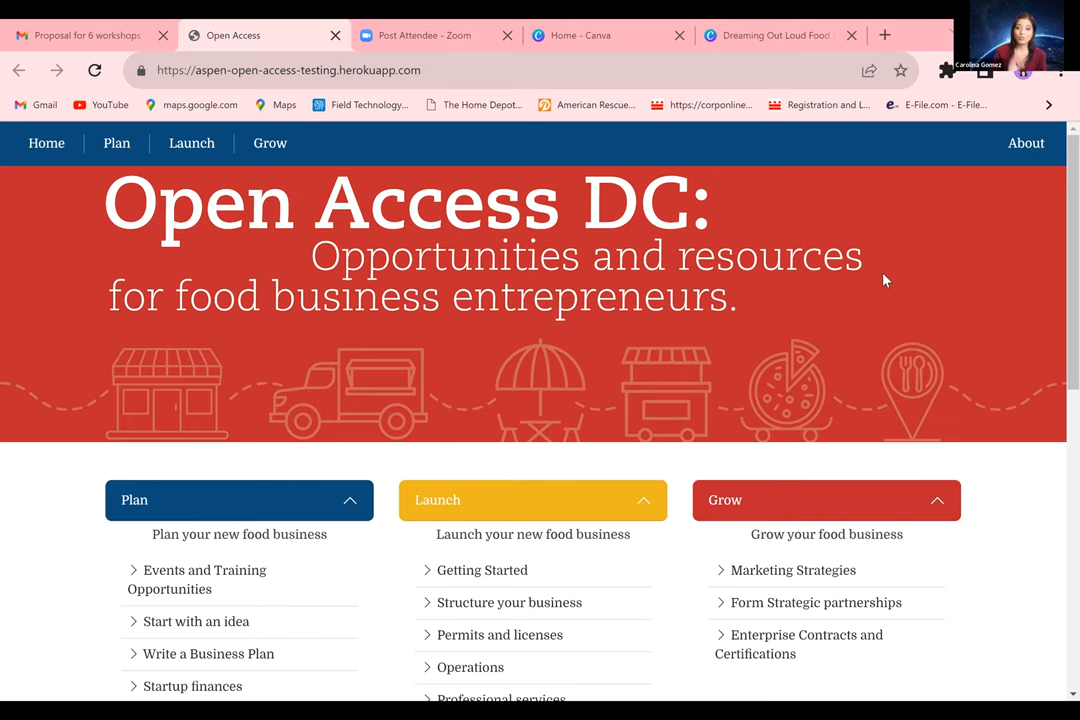 Proposal for 6 workshops
Open Access
Post Attendee - Zoom
Home - Canva
Dreaming Out Loud Food
Carolina Gomez
https://aspen-open-access-testing.herokuapp.com
Gmail
YouTube
maps.google.com
Maps
Field Technology...
The Home Depot...
American Rescue...
https://corponline...
Registration and L...
E-File.com - E-File...
Home
Plan
Launch
Grow
About
Open Access DC:
Opportunities and resources
for food business entrepreneurs.
Plan
Plan your new food business
Events and Training
Opportunities
Start with an idea
Write a Business Plan
Startup finances
Launch
Launch your new food business
Getting Started
Structure your business
Permits and licenses
Operations
Professional services
Grow
Grow your food business
Marketing Strategies
Form Strategic partnerships
Enterprise Contracts and
Certifications